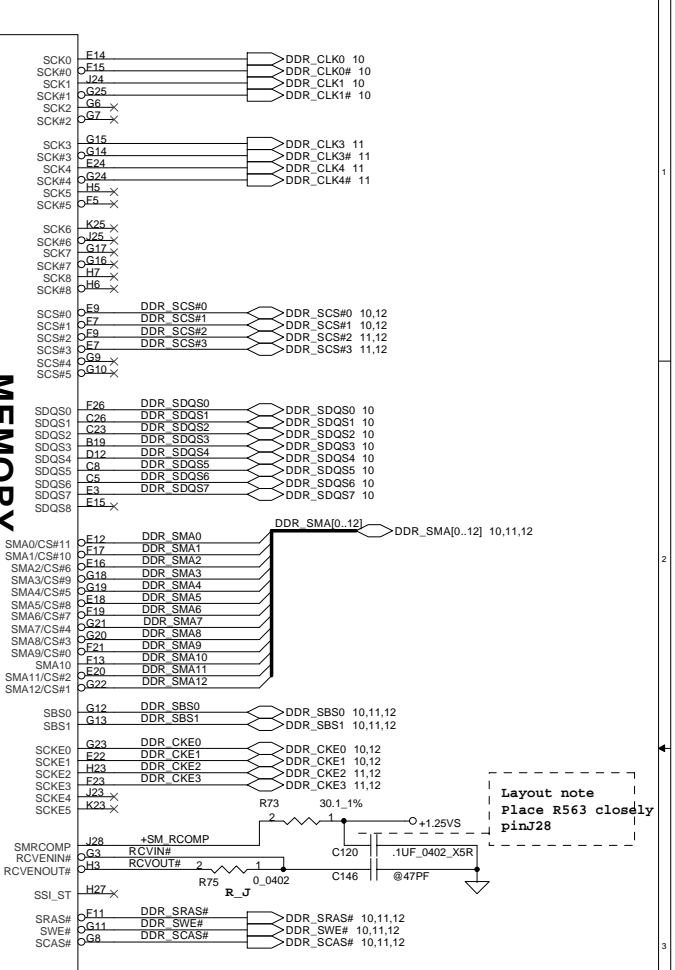 SCK0 E14 DDR_CLK0 10
SCK#0 F15 DDR_CLK0# 10
SCK1 J24 DDR_CLK1 10
SCK#1 G25 DDR_CLK1# 10
SCK2 G6
SCK#2 G7
SCK3 G15 DDR_CLK3 11
SCK#3 G14 DDR_CLK3# 11
SCK4 E24 DDR_CLK4 11
SCK#4 G24 DDR_CLK4# 11
SCK5 H5
SCK#5 F5
1
SCK6 K25
SCK#6 J25
SCK7 G17
SCK#7 G16
SCK8 H7
SCK#8 H6
SCS#0 E9 DDR_SCS#0 DDR_SCS#0 10,12
SCS#1 F7 DDR_SCS#1 DDR_SCS#1 10,12
SCS#2 F9 DDR_SCS#2 DDR_SCS#2 11,12
SCS#3 E7 DDR_SCS#3 DDR_SCS#3 11,12
SCS#4 G9
SCS#5 G10
MEMORY
SDQS0 F26 DDR_SDQS0 DDR_SDQS0 10
SDQS1 C26 DDR_SDQS1 DDR_SDQS1 10
SDQS2 C23 DDR_SDQS2 DDR_SDQS2 10
SDQS3 B19 DDR_SDQS3 DDR_SDQS3 10
SDQS4 D12 DDR_SDQS4 DDR_SDQS4 10
SDQS5 C8 DDR_SDQS5 DDR_SDQS5 10
SDQS6 C5 DDR_SDQS6 DDR_SDQS6 10
SDQS7 E3 DDR_SDQS7 DDR_SDQS7 10
SDQS8 E15
DDR_SMA[0..12] DDR_SMA[0..12] 10,11,12
SMA0/CS#11 E12 DDR_SMA0
SMA1/CS#10 F17 DDR_SMA1
SMA2/CS#6 E16 DDR_SMA2
SMA3/CS#9 G18 DDR_SMA3
SMA4/CS#5 G19 DDR_SMA4
SMA5/CS#8 E18 DDR_SMA5
SMA6/CS#7 F19 DDR_SMA6
SMA7/CS#4 G21 DDR_SMA7
SMA8/CS#3 G20 DDR_SMA8
SMA9/CS#0 F21 DDR_SMA9
SMA10 F13 DDR_SMA10
SMA11/CS#2 E20 DDR_SMA11
SMA12/CS#1 G22 DDR_SMA12
2
SBS0 G12 DDR_SBS0 DDR_SBS0 10,11,12
SBS1 G13 DDR_SBS1 DDR_SBS1 10,11,12
SCKE0 G23 DDR_CKE0 DDR_CKE0 10,12
SCKE1 E22 DDR_CKE1 DDR_CKE1 10,12
SCKE2 H23 DDR_CKE2 DDR_CKE2 11,12
SCKE3 F23 DDR_CKE3 DDR_CKE3 11,12
SCKE4 J23
SCKE5 K23
Layout note
Place R563 closely
pinJ28
R73 30.1_1%
2 1 +1.25VS
SMRCOMP J28 +SM_RCOMP
RCVENIN# G3 RCVIN# C120 .1UF_0402_X5R
RCVENOUT# H3 RCVOUT# 2 1
R75 0_0402 C146 @47PF
R_J
SSI_ST H27
SRAS# F11 DDR_SRAS# DDR_SRAS# 10,11,12
SWE# G11 DDR_SWE# DDR_SWE# 10,11,12
SCAS# G8 DDR_SCAS# DDR_SCAS# 10,11,12
3